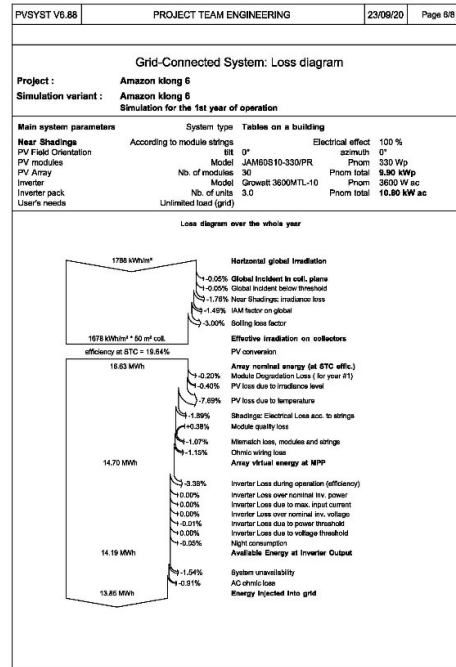 PVSYST V6.88 PROJECT TEAM ENGINEERING 23/09/20 Page 6/8
Grid-Connected System: Loss diagram
Project : Amazon klong 6
Simulation variant : Amazon klong 6
Simulation for the 1st year of operation
Main system parameters System type Tables on a building
Near Shadings According to module strings Electrical effect 100 %
PV Field Orientation tilt 0° azimuth 0°
PV modules Model JAM60S10-330/PR Pnom 330 Wp
PV Array Nb. of modules 30 Pnom total 9.90 kWp
Inverter Model Growatt 3600MTL-10 Pnom 3600 W ac
Inverter pack Nb. of units 3.0 Pnom total 10.80 kW ac
User's needs Unlimited load (grid)
Loss diagram over the whole year
1786 kWh/m² Horizontal global irradiation
-0.05% Global incident in coll. plane
-0.05% Global incident below threshold
-1.76% Near Shadings: irradiance loss
-1.49% IAM factor on global
-3.00% Soiling loss factor
1678 kWh/m² * 50 m² coll. Effective irradiation on collectors
efficiency at STC = 19.64% PV conversion
16.63 MWh Array nominal energy (at STC effic.)
-0.20% Module Degradation Loss ( for year #1)
-0.40% PV loss due to irradiance level
-7.69% PV loss due to temperature
Shadings: Electrical Loss acc. to strings
+0.38% Module quality loss
-1.07% Mismatch loss, modules and strings
-1.15% Ohmic wiring loss
14.70 MWh Array virtual energy at MPP
-3.38% Inverter Loss during operation (efficiency)
0.00% Inverter Loss over nominal inv. power
0.00% Inverter Loss due to max. input current
0.00% Inverter Loss over nominal inv. voltage
-0.01% Inverter Loss due to power threshold
0.00% Inverter Loss due to voltage threshold
-0.05% Night consumption
14.19 MWh Available Energy at Inverter Output
-1.54% System unavailability
-0.91% AC ohmic loss
13.85 MWh Energy injected into grid